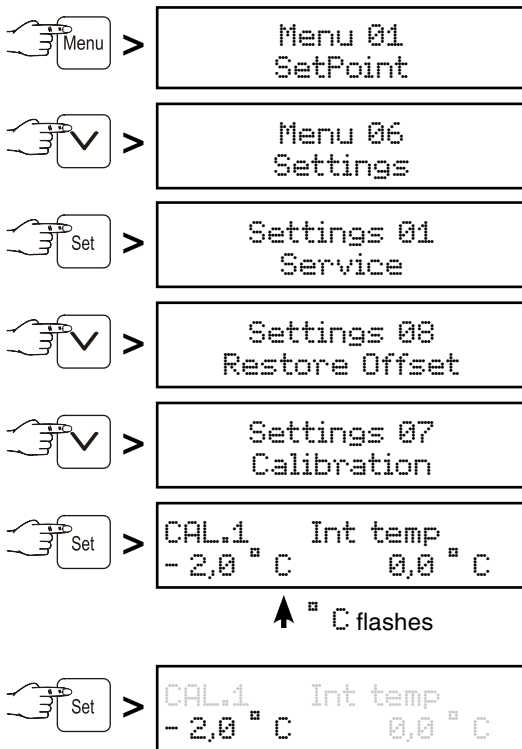 Menu
>
Menu 01
SetPoint
>
Menu 06
Settings
Set
>
Settings 01
Service
>
Settings 08
Restore Offset
>
Settings 07
Calibration
Set
>
CAL.1 Int temp
- 2,0 ° C 0,0 ° C
° C flashes
Set
>
CAL.1 Int temp
- 2,0 ° C 0,0 ° C